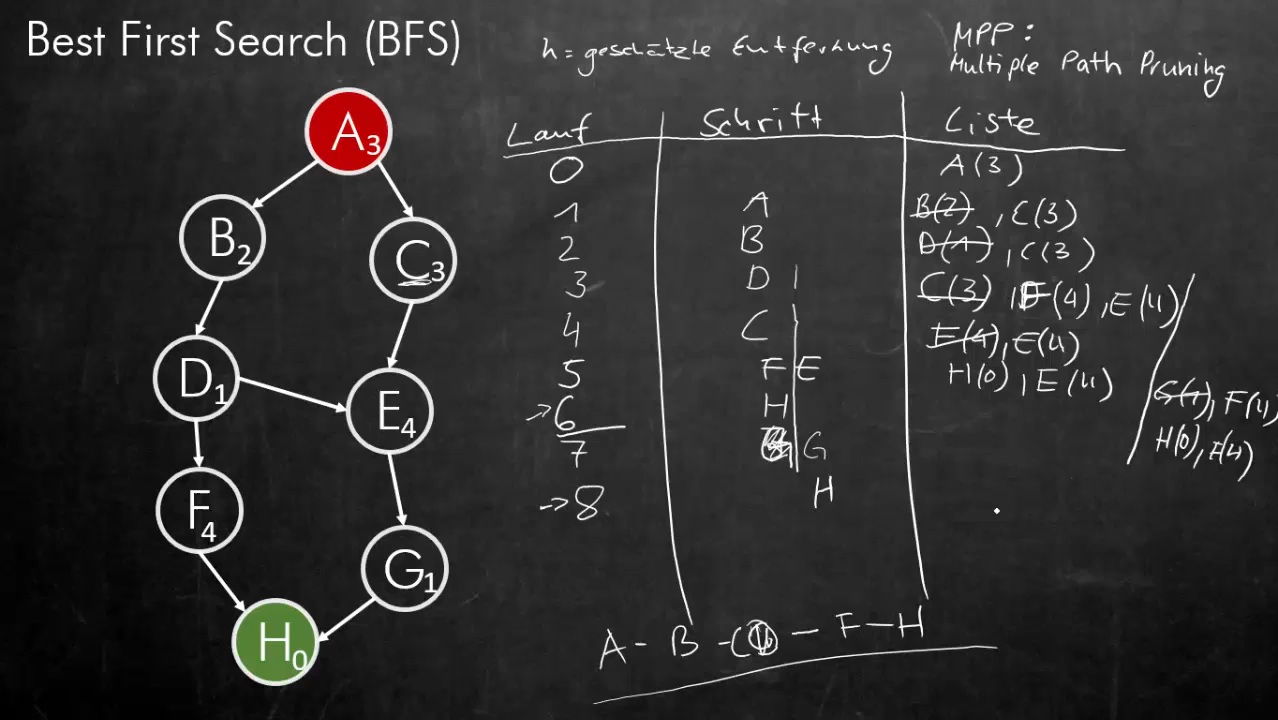 Best First Search (BFS)
h = geschätzte Entfernung
MPP:
Multiple Path Pruning
A3
B2
C3
D1
E4
F4
G1
H0
Lauf Schritt Liste
0 A(3)
1 A B(2), C(3)
2 B D(1), C(3)
3 D C(3), F(4), E(4)
4 C F(4), E(4)
5 F E H(0), E(4) G(1), F(4)
->6 H H(0), F(4)
7 G
->8 H
A - B - - F - H